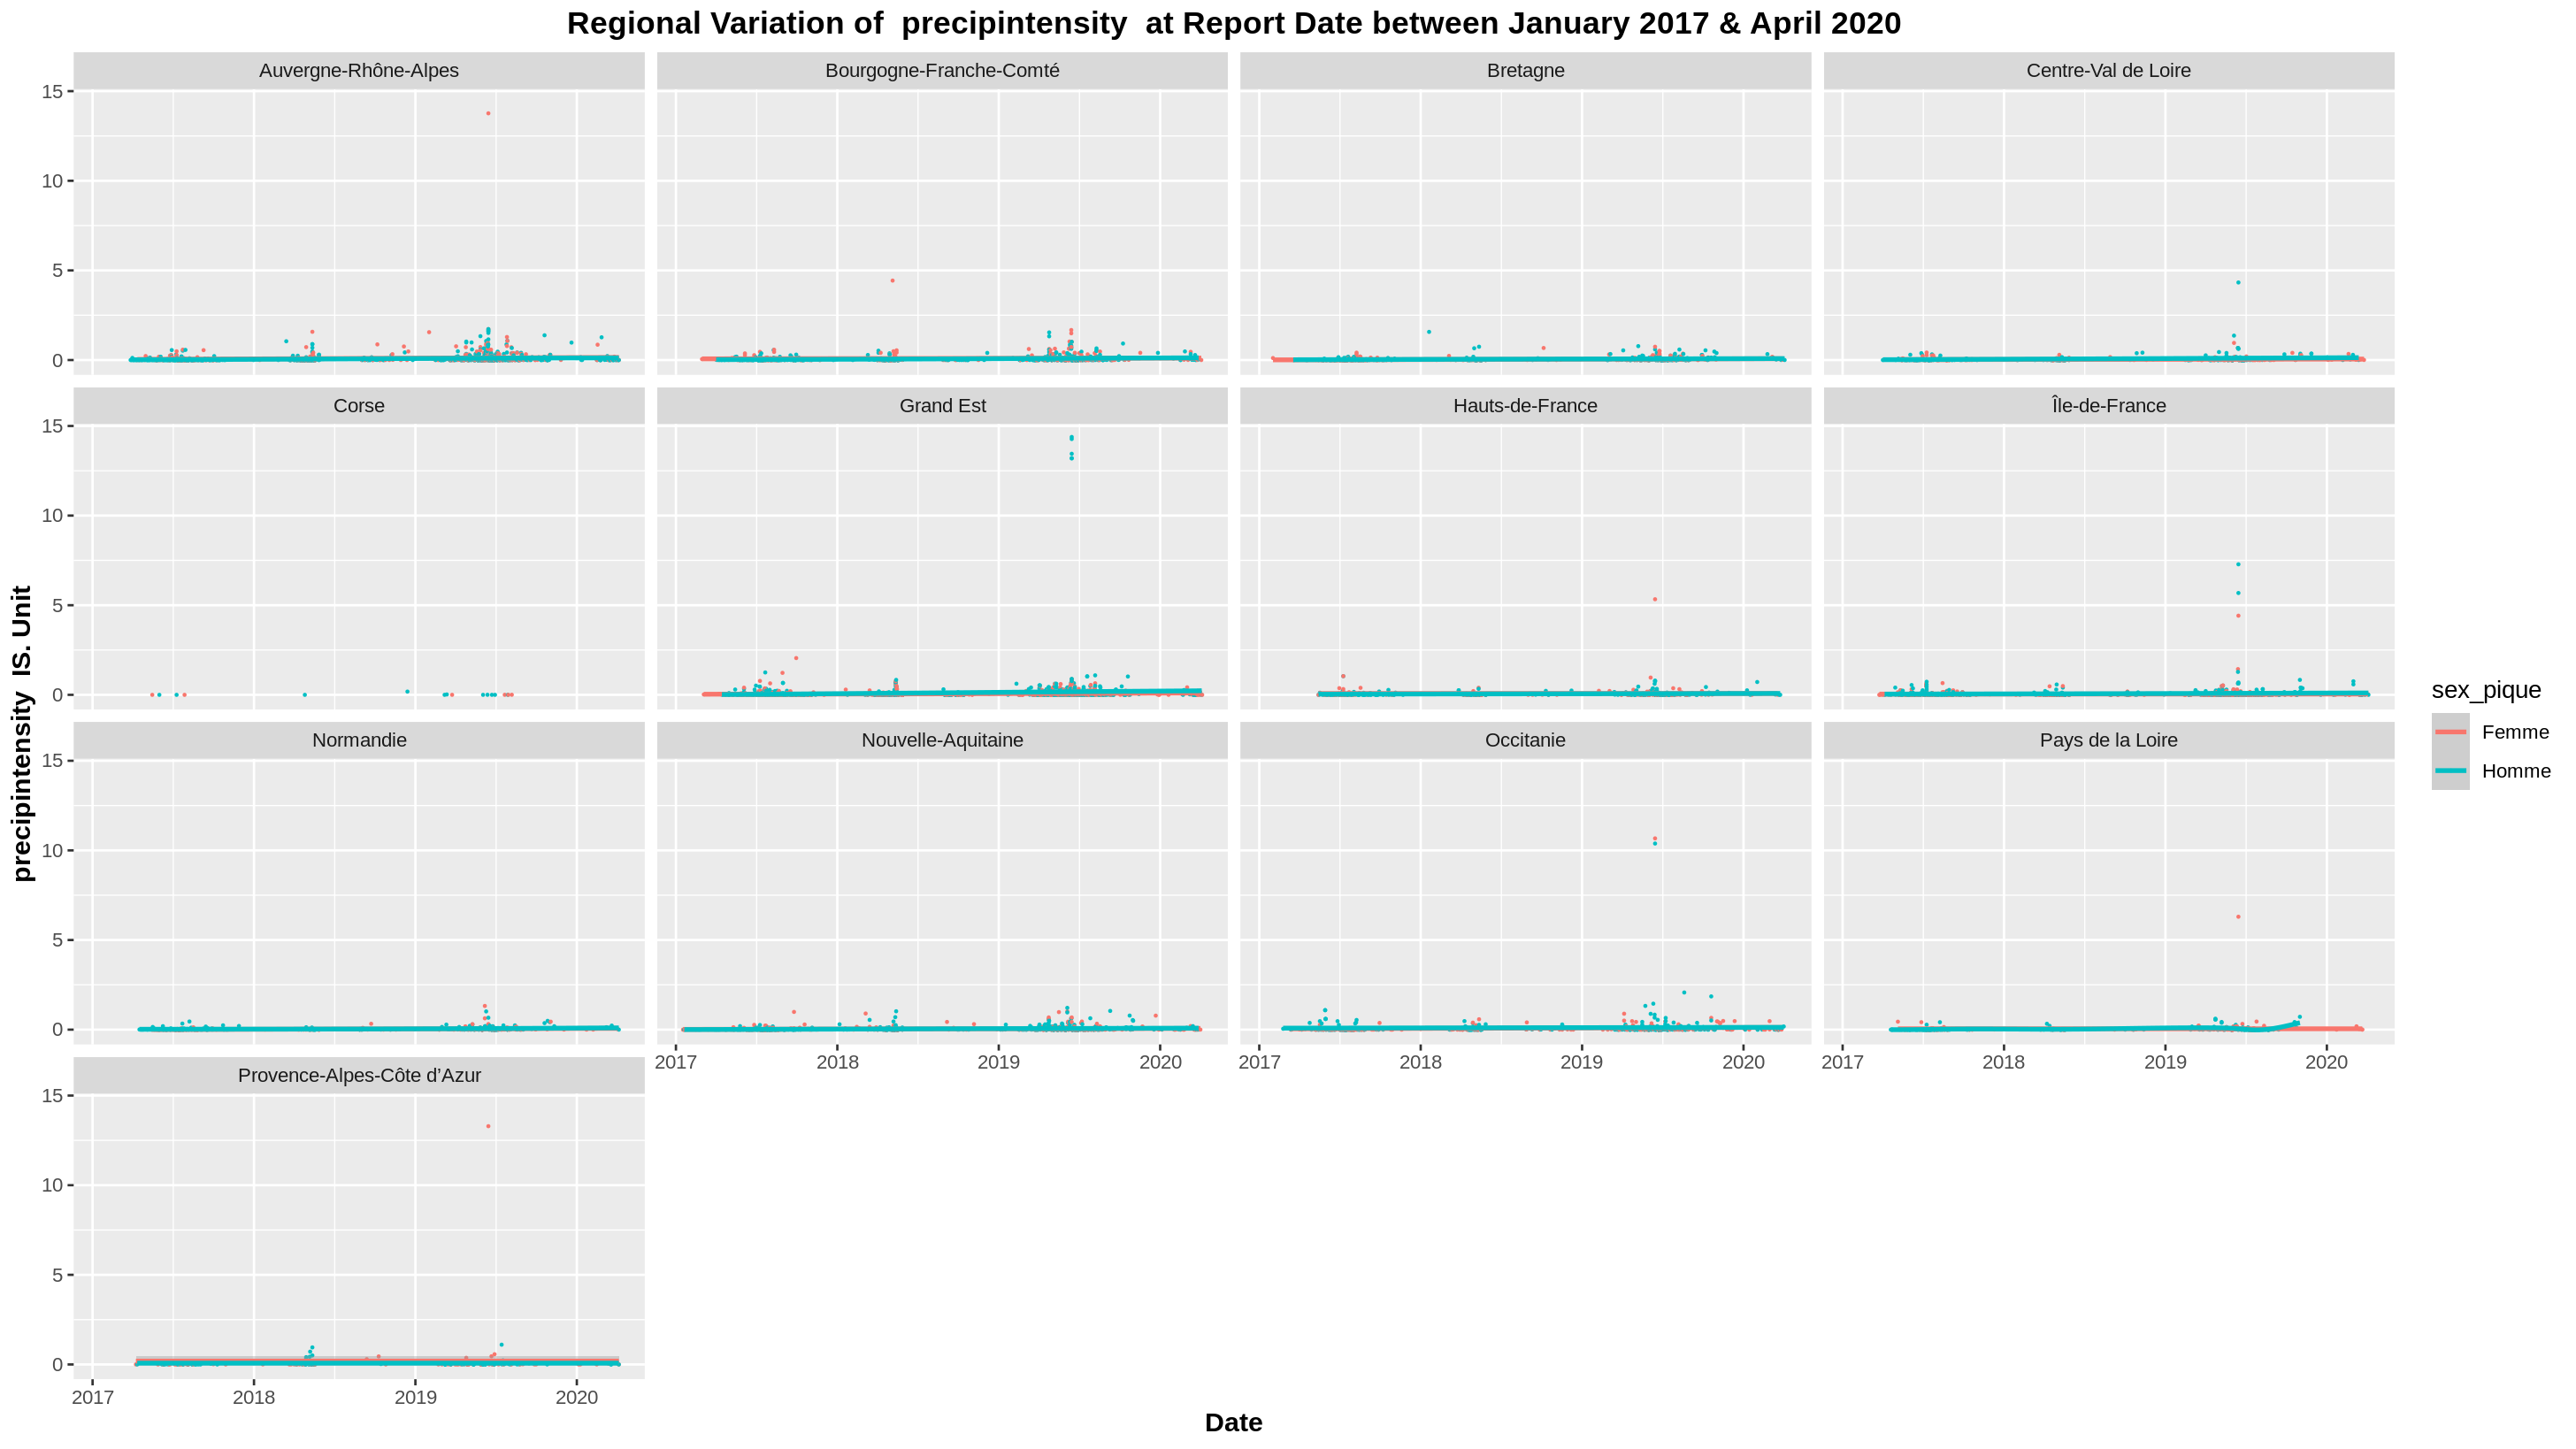 Regional Variation of  precipintensity  at Report Date between January 2017 & April 2020
Auvergne-Rhône-Alpes
Bourgogne-Franche-Comté
Bretagne
Centre-Val de Loire
15
10
5
0
Corse
Grand Est
Hauts-de-France
Île-de-France
15
10
5
0
precipintensity  IS. Unit
sex_pique
Femme
Homme
Normandie
Nouvelle-Aquitaine
Occitanie
Pays de la Loire
15
10
5
0
2017 2018 2019 2020
2017 2018 2019 2020
2017 2018 2019 2020
Provence-Alpes-Côte d’Azur
15
10
5
0
2017 2018 2019 2020
Date